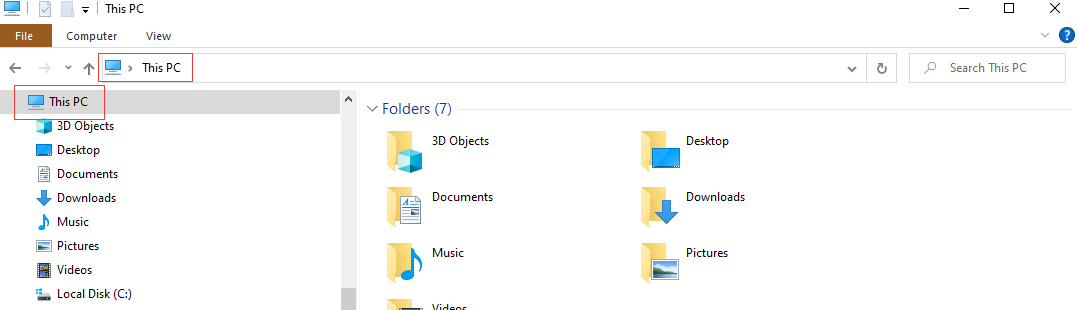 This PC
File Computer View
This PC
Search This PC
This PC
3D Objects
Desktop
Documents
Downloads
Music
Pictures
Videos
Local Disk (C:)
Folders (7)
3D Objects
Desktop
Documents
Downloads
Music
Pictures
Videos